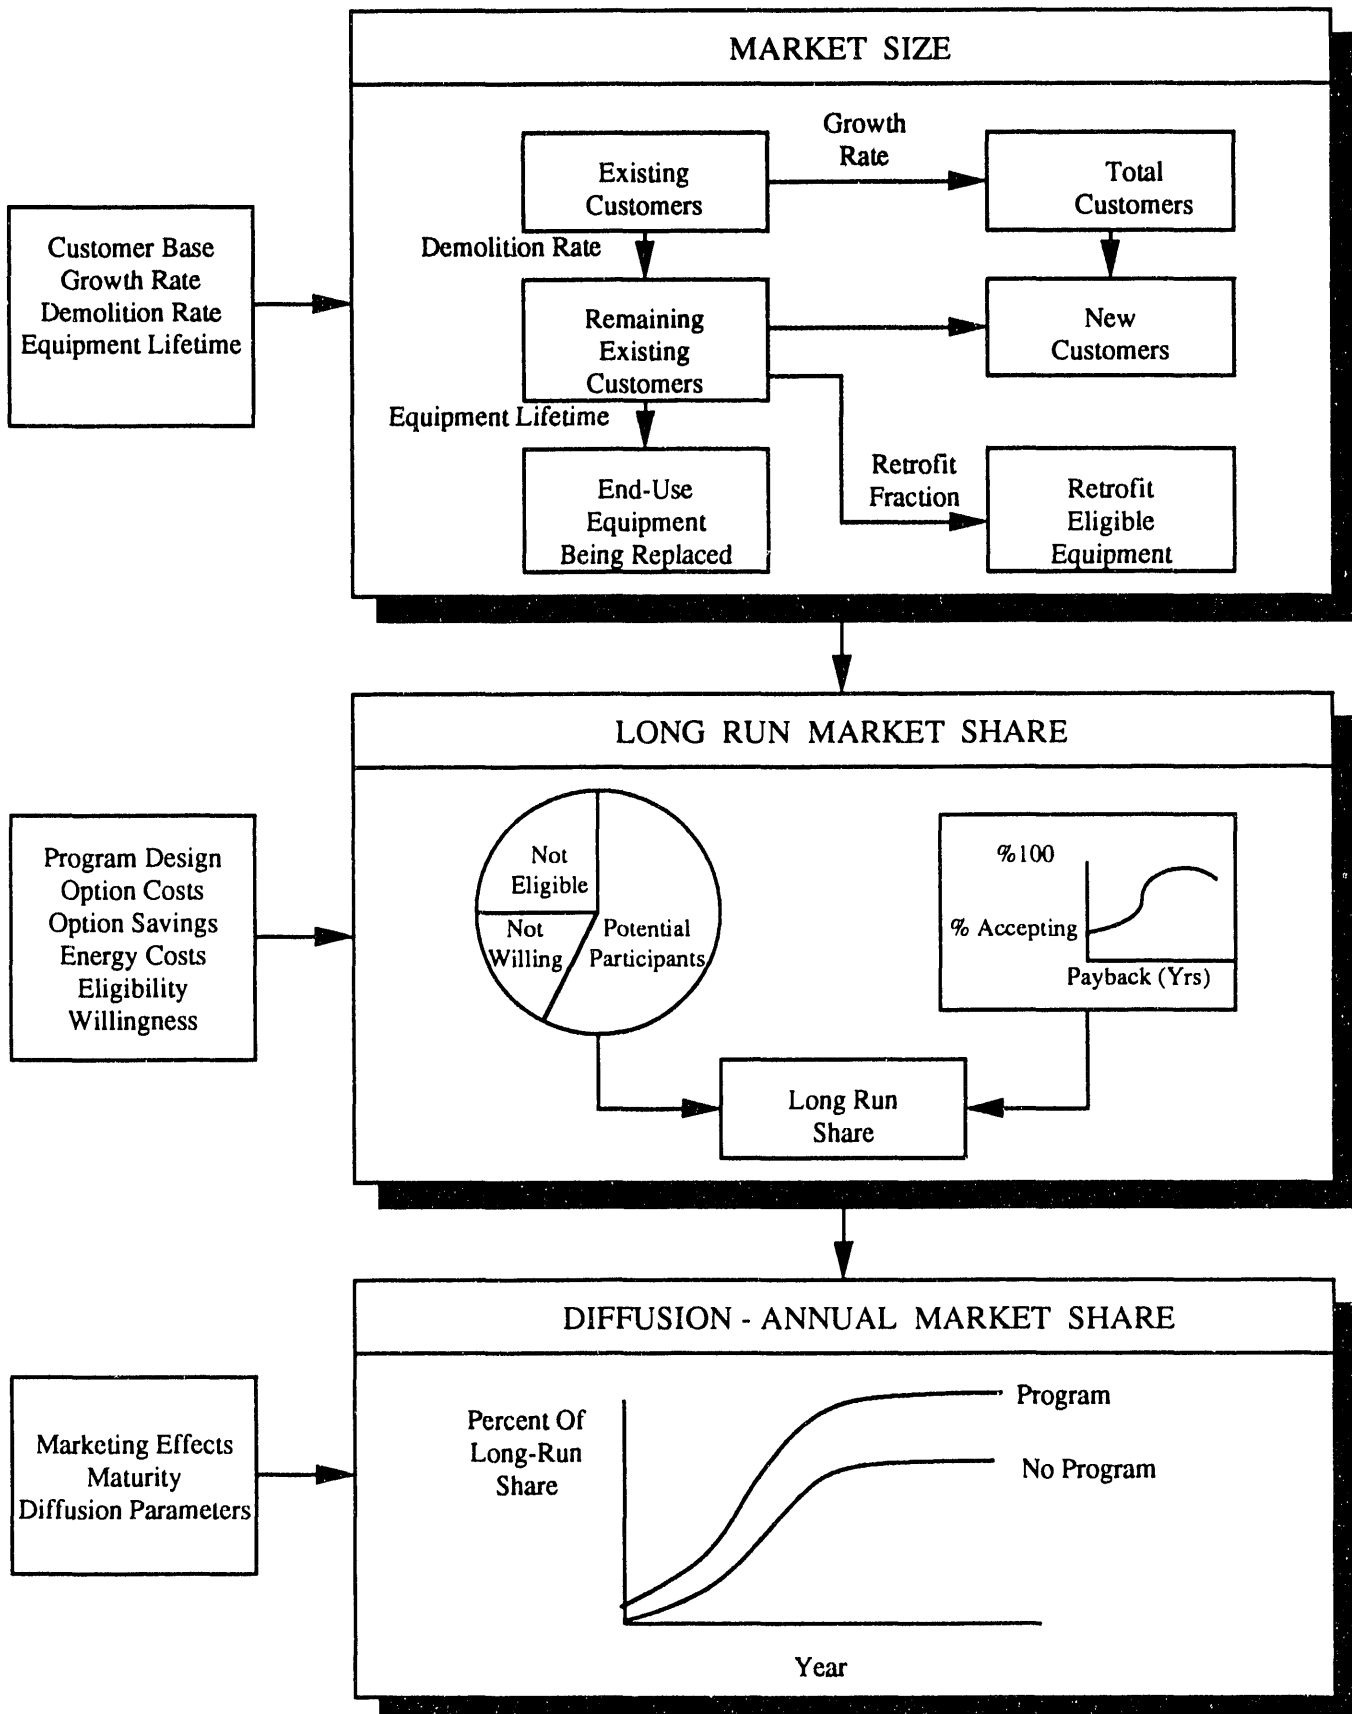 MARKET SIZE
Customer Base
Growth Rate
Demolition Rate
Equipment Lifetime
Existing
Customers
Growth
Rate
Total
Customers
Demolition Rate
Remaining
Existing
Customers
New
Customers
Equipment Lifetime
End-Use
Equipment
Being Replaced
Retrofit
Fraction
Retrofit
Eligible
Equipment
LONG RUN MARKET SHARE
Program Design
Option Costs
Option Savings
Energy Costs
Eligibility
Willingness
Not
Eligible
Not
Willing
Potential
Participants
%100
% Accepting
Payback (Yrs)
Long Run
Share
DIFFUSION - ANNUAL MARKET SHARE
Marketing Effects
Maturity
Diffusion Parameters
Percent Of
Long-Run
Share
Program
No Program
Year